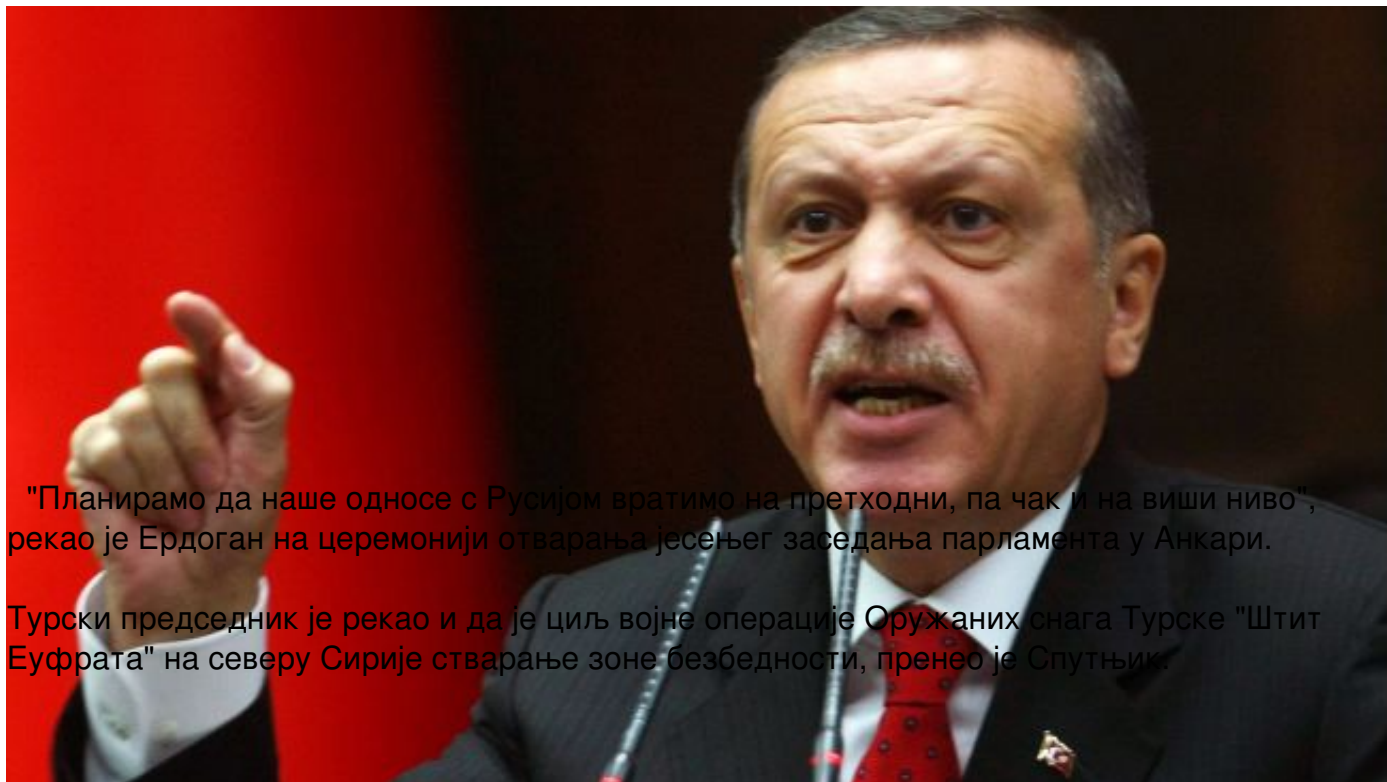 "Планирамо да наше односе с Русијом вратимо на претходни, па чак и на виши ниво",
рекао је Ердоган на церемонији отварања јесењег заседања парламента у Анкари.
Турски председник је рекао и да је циљ војне операције Оружаних снага Турске "Штит
Еуфрата" на северу Сирије стварање зоне безбедности, пренео је Спутњик.